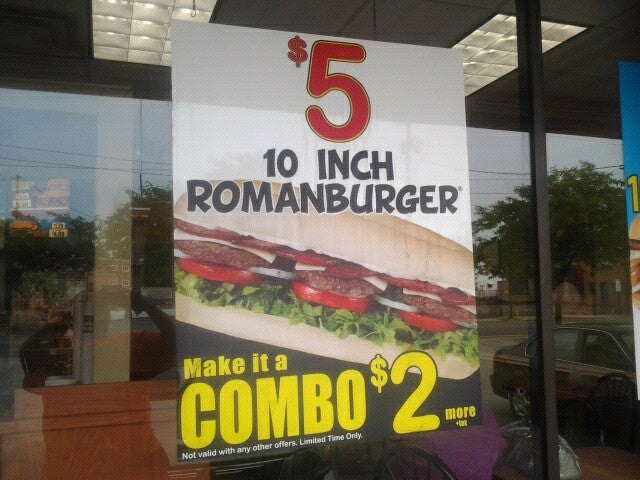 $5
10 INCH
ROMANBURGER®
Make it a
COMBO $2 more
+tax
Not valid with any other offers. Limited Time Only.
1